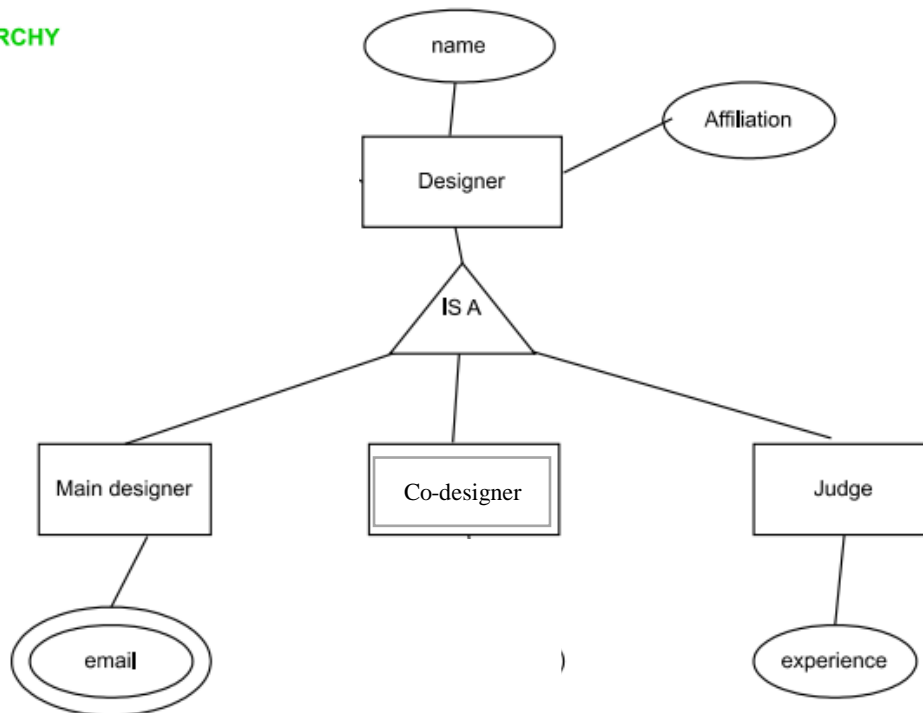 RCHY
name
Affiliation
Designer
IS A
Main designer
Co-designer
Judge
email
experience